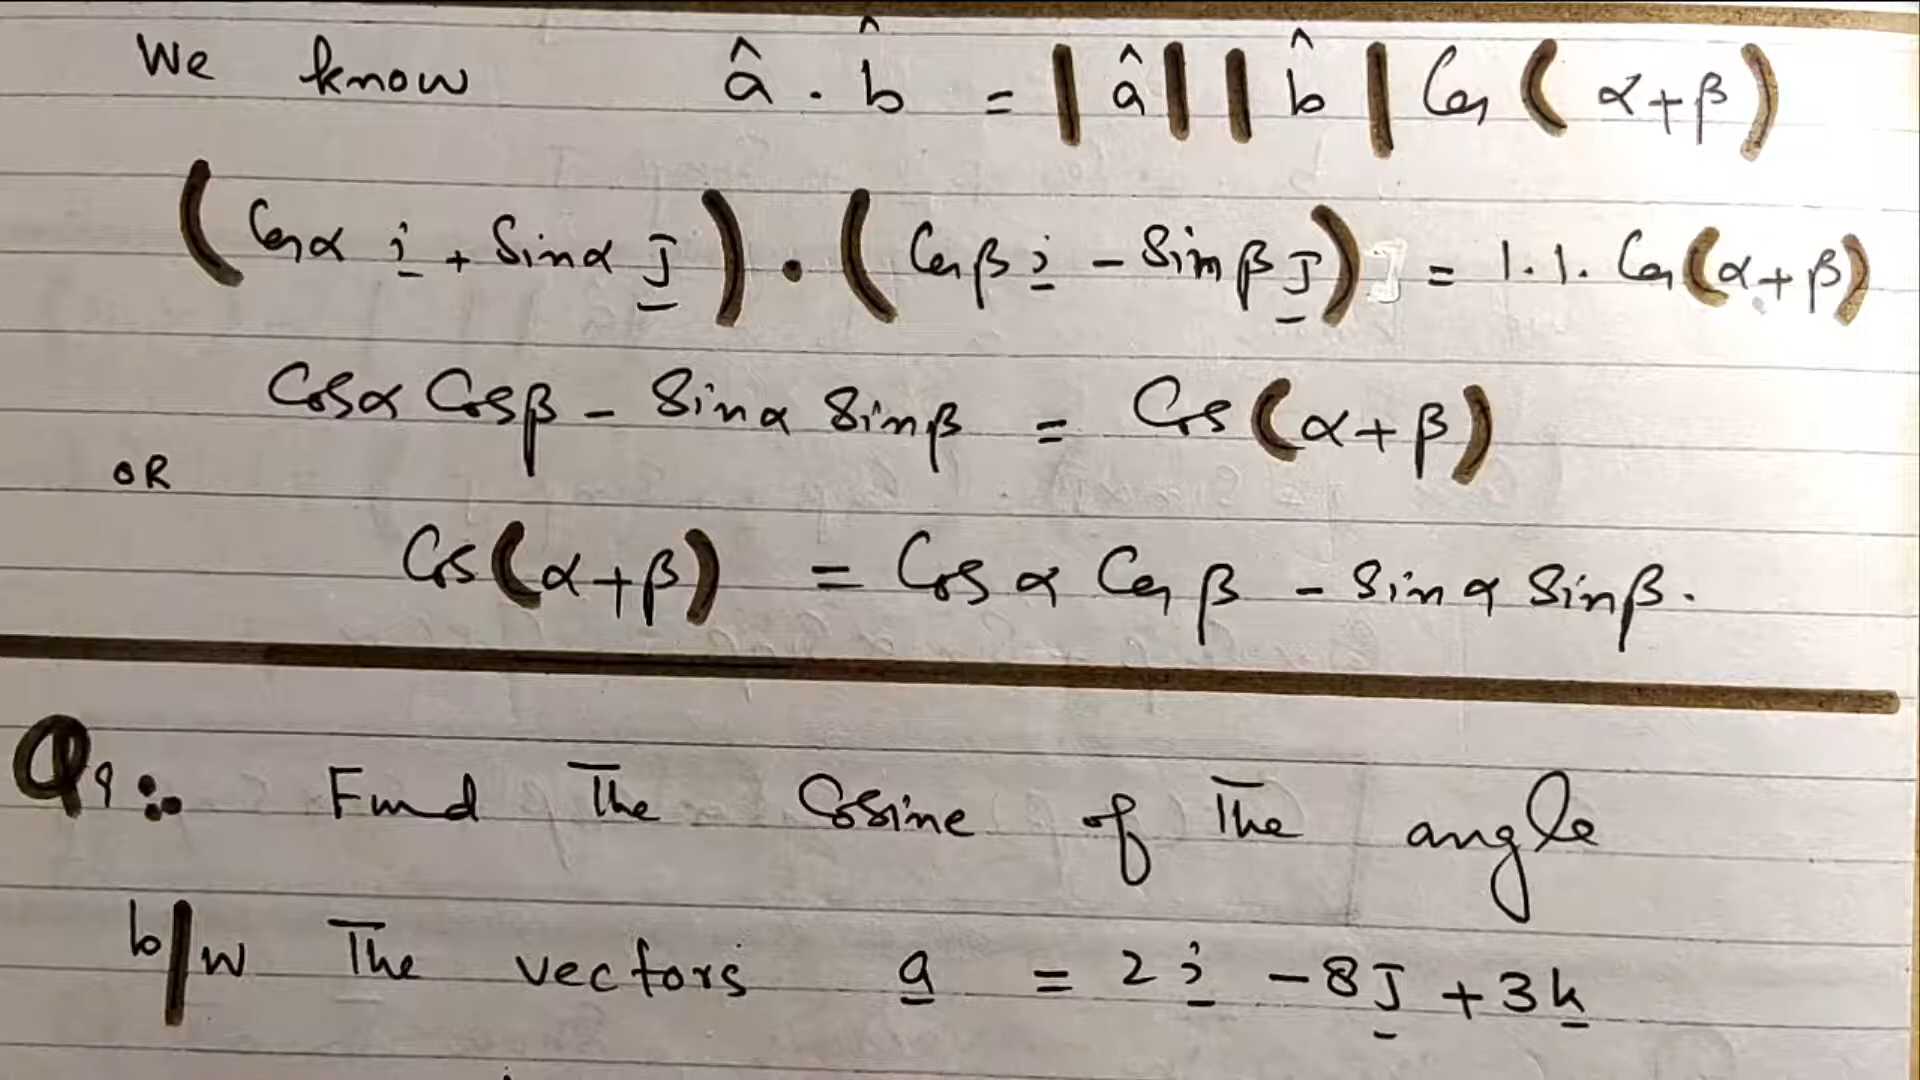 We know â . b̂ = |â| |b̂| Cos (α+β)
(Cosα i + Sinα J) . (Cosβ i - Sinβ J) = 1.1. Cos(α+β)
Cosα Cosβ - Sinα Sinβ = Cos(α+β)
OR
Cos(α+β) = Cosα Cosβ - Sinα Sinβ.
Q9:- Find The Cosine of The angle
b/w The vectors a = 2i - 8J + 3k